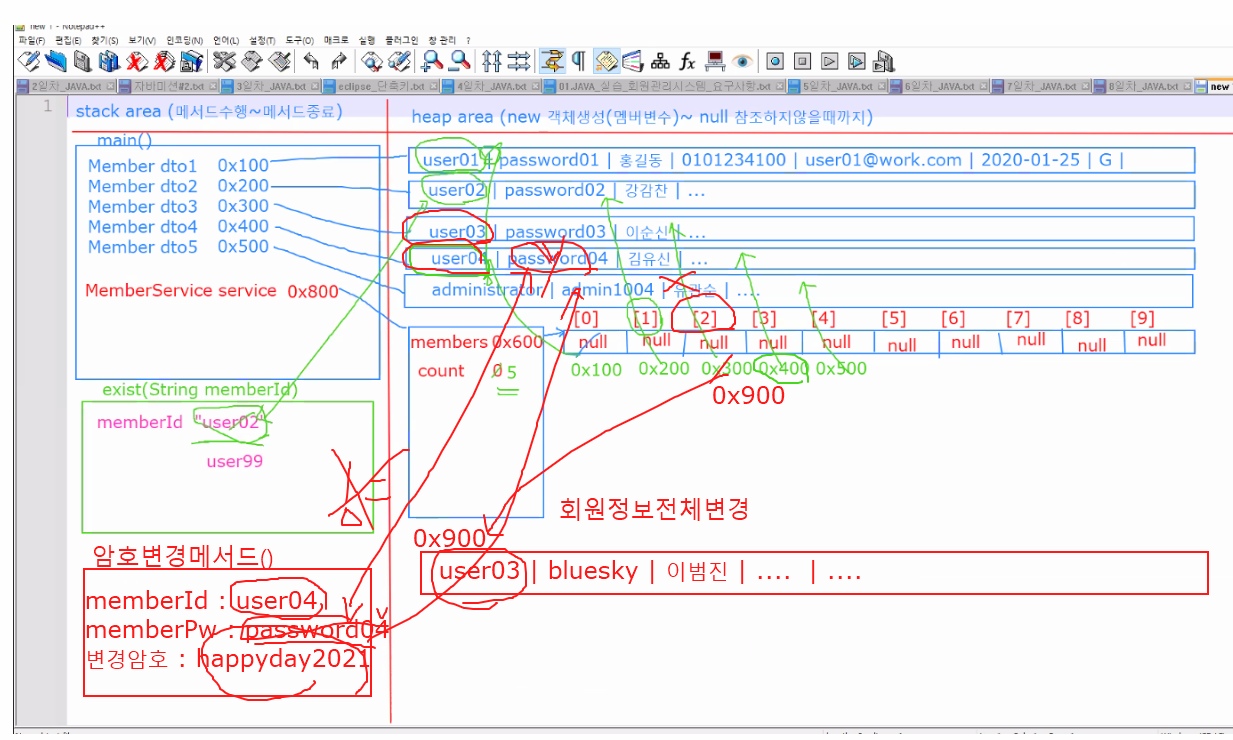 new 1 - Notepad++
파일(F) 편집(E) 찾기(S) 보기(V) 인코딩(N) 언어(L) 설정(T) 도구(O) 매크로 실행 플러그인 창 관리 ?
2일차_JAVA.txt 자바미션#2.txt 3일차_JAVA.txt eclipse_단축키.txt 4일차_JAVA.txt 01.JAVA_실습_회원관리시스템_요구사항.txt 5일차_JAVA.txt 6일차_JAVA.txt 7일차_JAVA.txt 8일차_JAVA.txt new
1
stack area (메서드수행~메서드종료)
heap area (new 객체생성(멤버변수)~ null 참조하지않을때까지)
main()
Member dto1 0x100
Member dto2 0x200
Member dto3 0x300
Member dto4 0x400
Member dto5 0x500
MemberService service 0x800
user01 | password01 | 홍길동 | 0101234100 | user01@work.com | 2020-01-25 | G |
user02 | password02 | 강감찬 | ...
user03 | password03 | 이순신 | ...
user04 | password04 | 김유신 | ...
administrator | admin1004 | 유관순 | ....
[0] [1] [2] [3] [4] [5] [6] [7] [8] [9]
members 0x600 null null null null null null null null null null
count 0 5
0x100 0x200 0x300 0x400 0x500
0x900
exist(String memberId)
memberId "user02"
user99
회원정보전체변경
0x900
user03 | bluesky | 이범진 | .... | ....
암호변경메서드()
memberId : user04
memberPw : password04
변경암호 : happyday2021